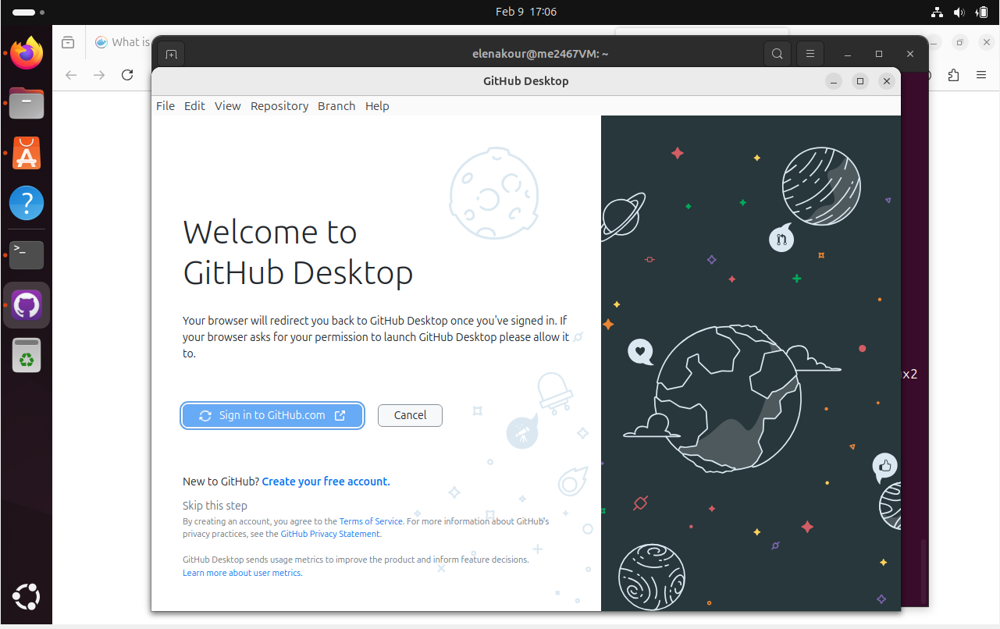 Feb 9 17:06
What is
elenakour@me2467VM: ~
GitHub Desktop
File Edit View Repository Branch Help
Welcome to
GitHub Desktop
Your browser will redirect you back to GitHub Desktop once you've signed in. If
your browser asks for your permission to launch GitHub Desktop please allow it
to.
ux2
Sign in to GitHub.com
Cancel
New to GitHub? Create your free account.
Skip this step
By creating an account, you agree to the Terms of Service. For more information about GitHub's
privacy practices, see the GitHub Privacy Statement.
GitHub Desktop sends usage metrics to improve the product and inform feature decisions.
Learn more about user metrics.